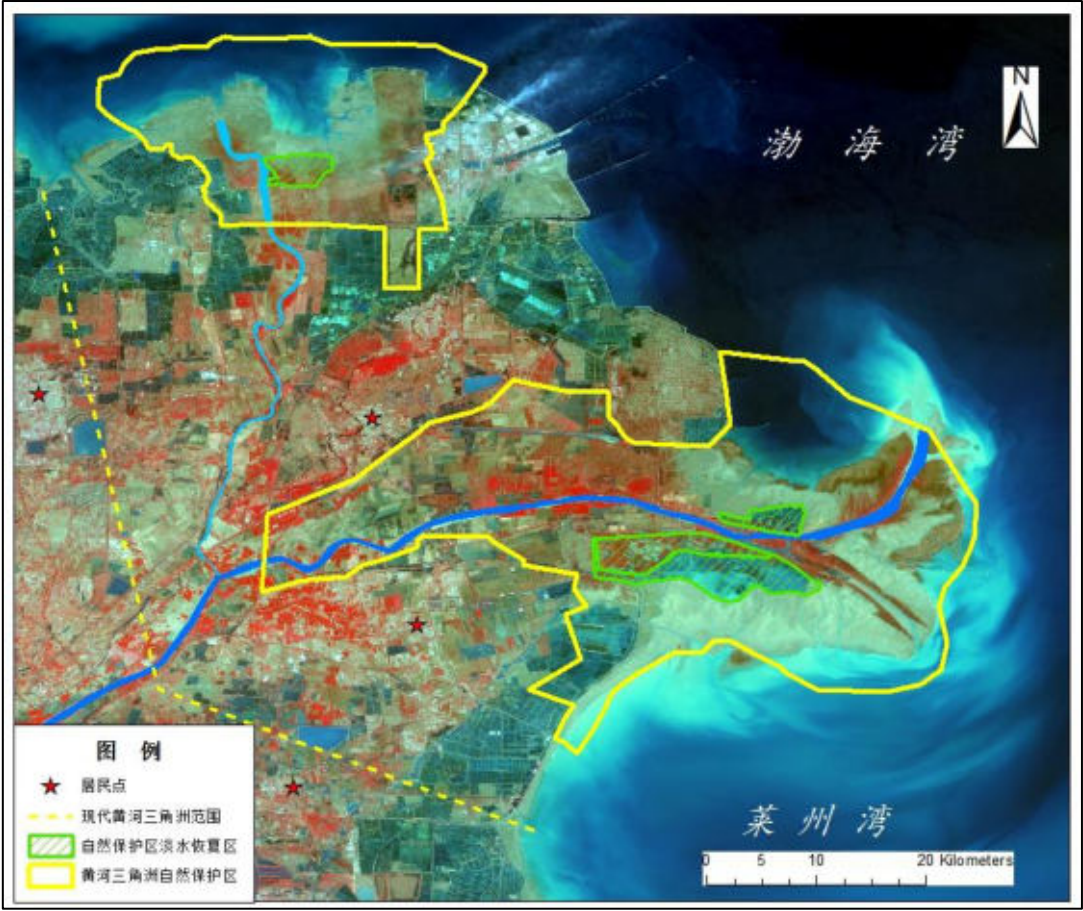 N
渤海湾
图例
居民点
现代黄河三角洲范围
自然保护区淡水恢复区
黄河三角洲自然保护区
莱州湾
0 5 10 20 Kilometers